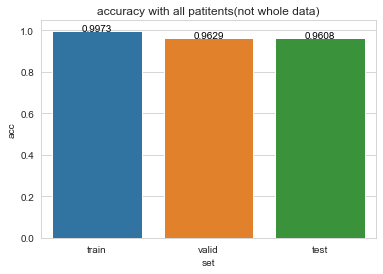 accuracy with all patitents(not whole data)
1.0
0.8
0.6
0.4
0.2
0.0
acc
0.9973
0.9629
0.9608
train
valid
test
set